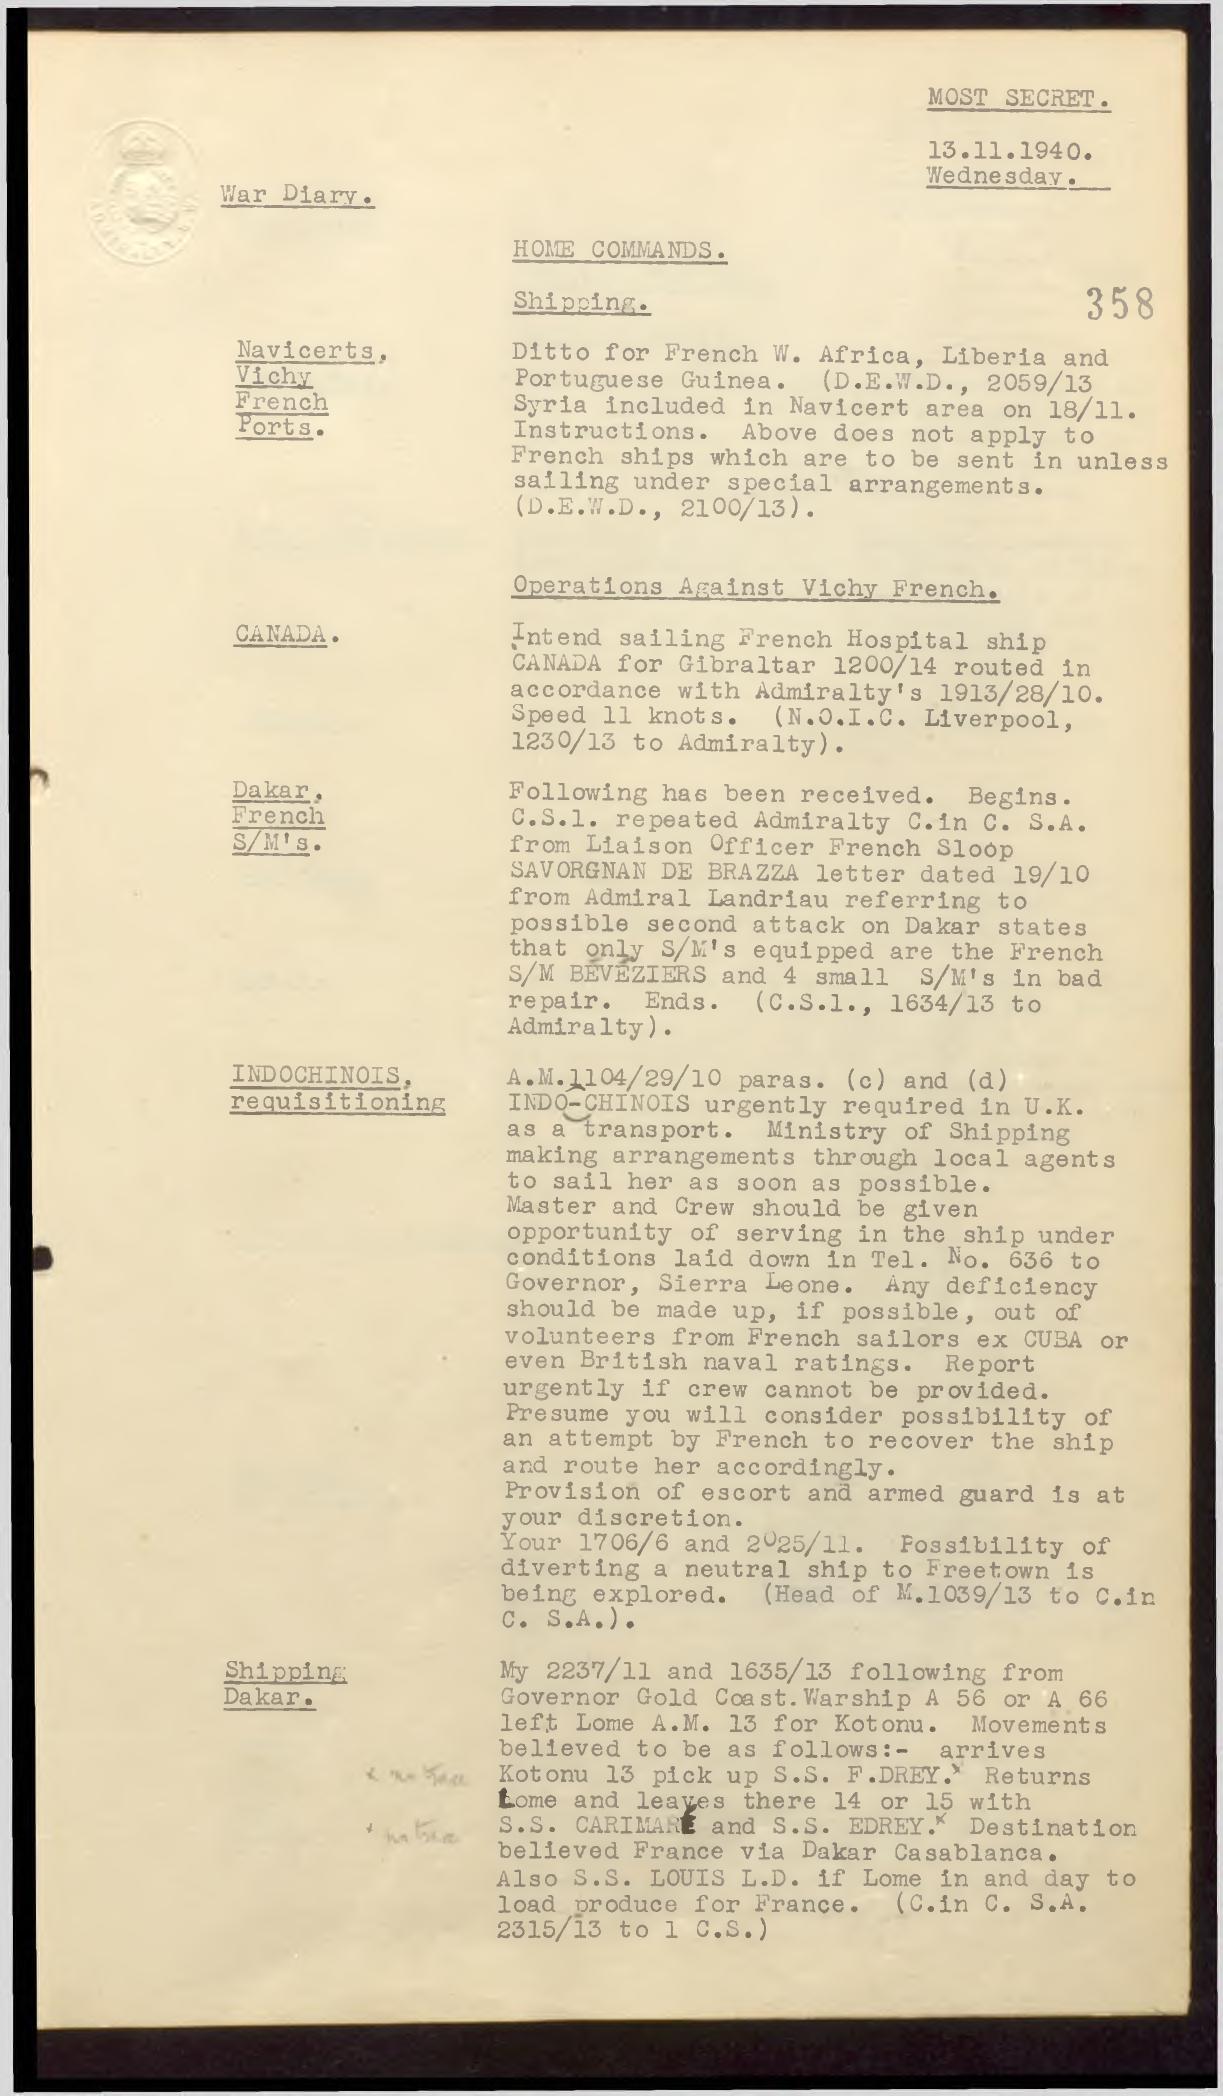 MOST SECRET.
13.11.1940.
Wednesday.
War Diary.
HOME COMMANDS.
Shipping.
358
Navicerts,
Vichy
French
Ports.
Ditto for French W. Africa, Liberia and
Portuguese Guinea. (D.E.W.D., 2059/13
Syria included in Navicert area on 18/11.
Instructions. Above does not apply to
French ships which are to be sent in unless
sailing under special arrangements.
(D.E.W.D., 2100/13).
Operations Against Vichy French.
CANADA.
Intend sailing French Hospital ship
CANADA for Gibraltar 1200/14 routed in
accordance with Admiralty's 1913/28/10.
Speed 11 knots. (N.O.I.C. Liverpool,
1230/13 to Admiralty).
Dakar,
French
S/M's.
Following has been received. Begins.
C.S.1. repeated Admiralty C.in C. S.A.
from Liaison Officer French Sloop
SAVORGNAN DE BRAZZA letter dated 19/10
from Admiral Landriau referring to
possible second attack on Dakar states
that only S/M's equipped are the French
S/M BEVEZIERS and 4 small S/M's in bad
repair. Ends. (C.S.1., 1634/13 to
Admiralty).
INDOCHINOIS,
requisitioning
A.M.1104/29/10 paras. (c) and (d)
INDO-CHINOIS urgently required in U.K.
as a transport. Ministry of Shipping
making arrangements through local agents
to sail her as soon as possible.
Master and Crew should be given
opportunity of serving in the ship under
conditions laid down in Tel. No. 636 to
Governor, Sierra Leone. Any deficiency
should be made up, if possible, out of
volunteers from French sailors ex CUBA or
even British naval ratings. Report
urgently if crew cannot be provided.
Presume you will consider possibility of
an attempt by French to recover the ship
and route her accordingly.
Provision of escort and armed guard is at
your discretion.
Your 1706/6 and 2025/11. Possibility of
diverting a neutral ship to Freetown is
being explored. (Head of M.1039/13 to C.in
C. S.A.).
Shipping
Dakar.
My 2237/11 and 1635/13 following from
Governor Gold Coast.Warship A 56 or A 66
left Lome A.M. 13 for Kotonu. Movements
believed to be as follows:- arrives
Kotonu 13 pick up S.S. F.DREY.x Returns
Lome and leaves there 14 or 15 with
S.S. CARIMARE and S.S. EDREY.x Destination
believed France via Dakar Casablanca.
Also S.S. LOUIS L.D. if Lome in and day to
load produce for France. (C.in C. S.A.
2315/13 to 1 C.S.)
x no trace
x no trace